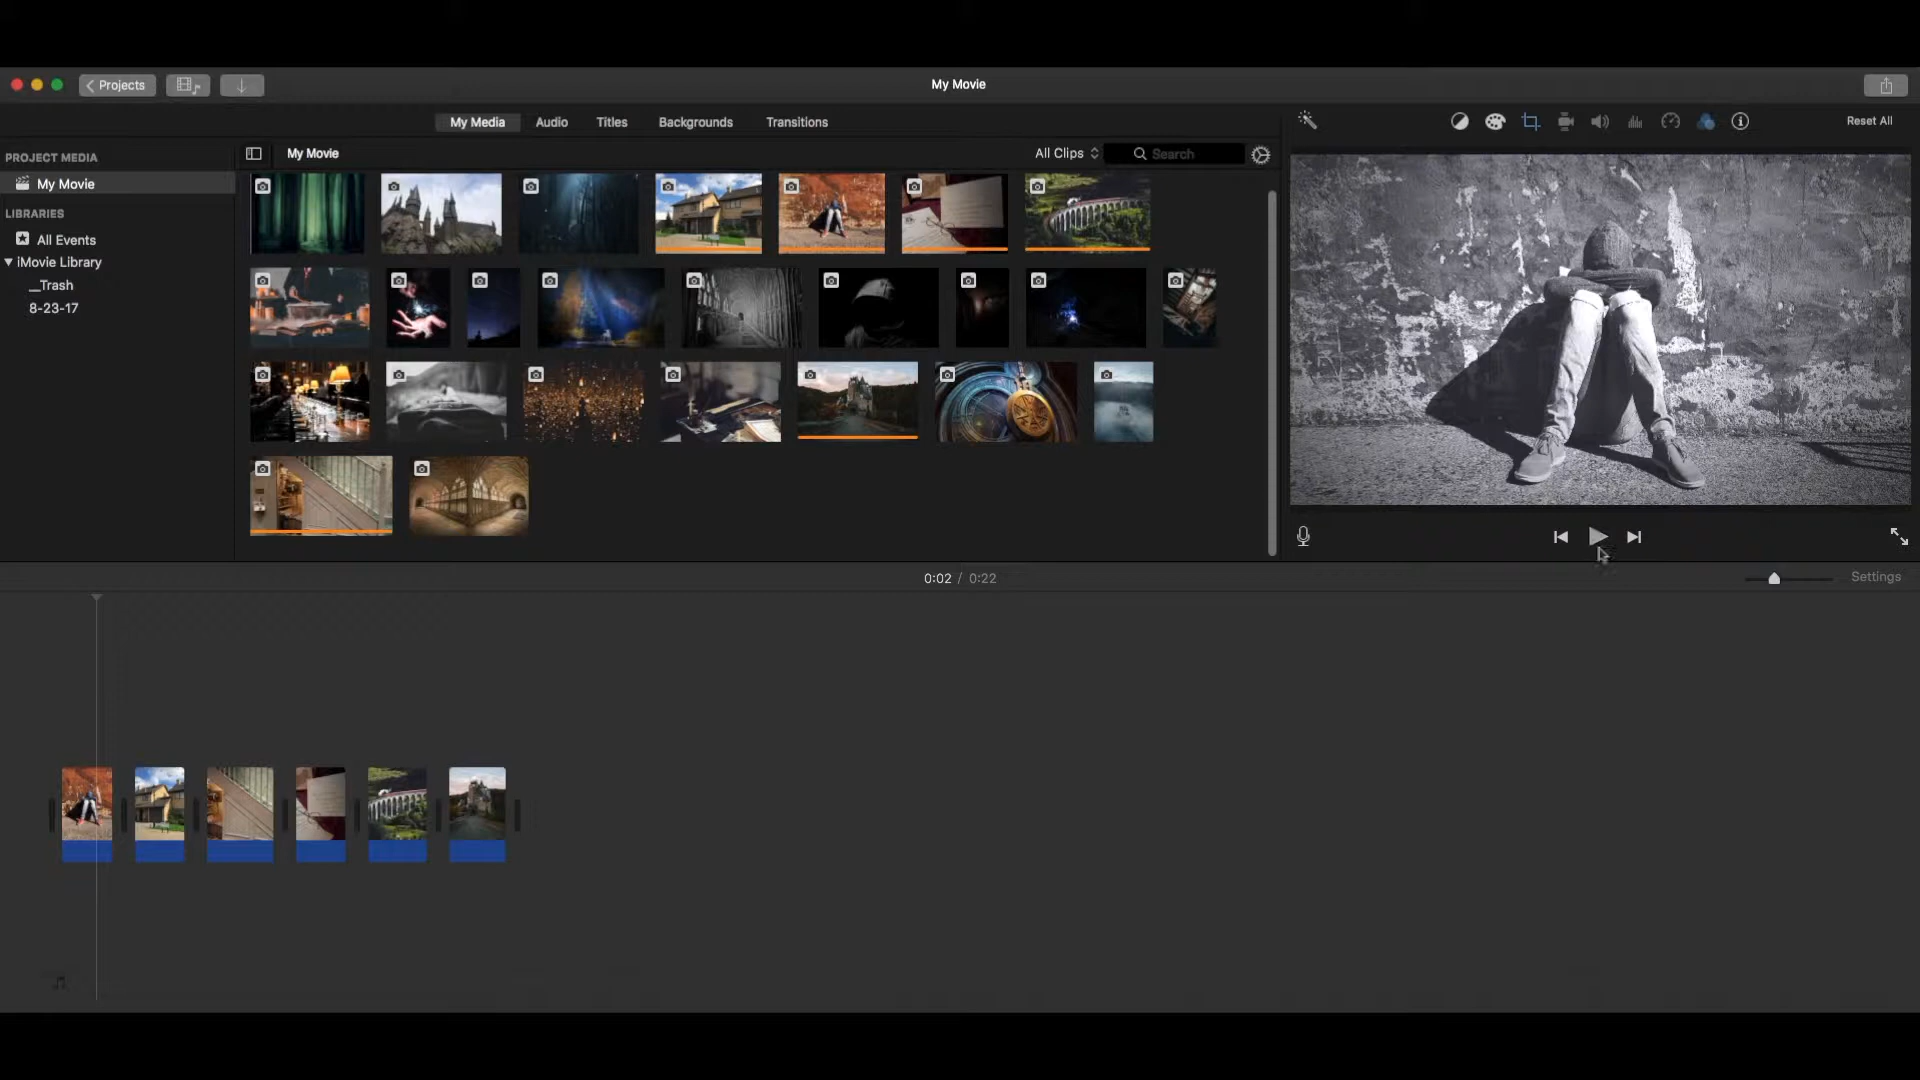 Projects
My Movie
My Media
Audio
Titles
Backgrounds
Transitions
Reset All
PROJECT MEDIA
My Movie
All Clips
Search
My Movie
LIBRARIES
All Events
iMovie Library
__Trash
8-23-17
0:02 / 0:22
Settings